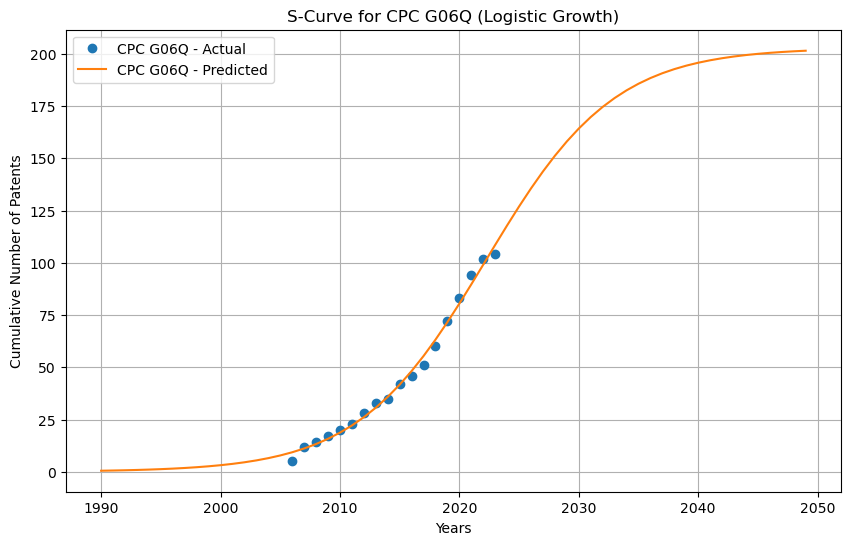 S-Curve for CPC G06Q (Logistic Growth)
CPC G06Q - Actual
CPC G06Q - Predicted
Cumulative Number of Patents
200
175
150
125
100
75
50
25
0
1990 2000 2010 2020 2030 2040 2050
Years